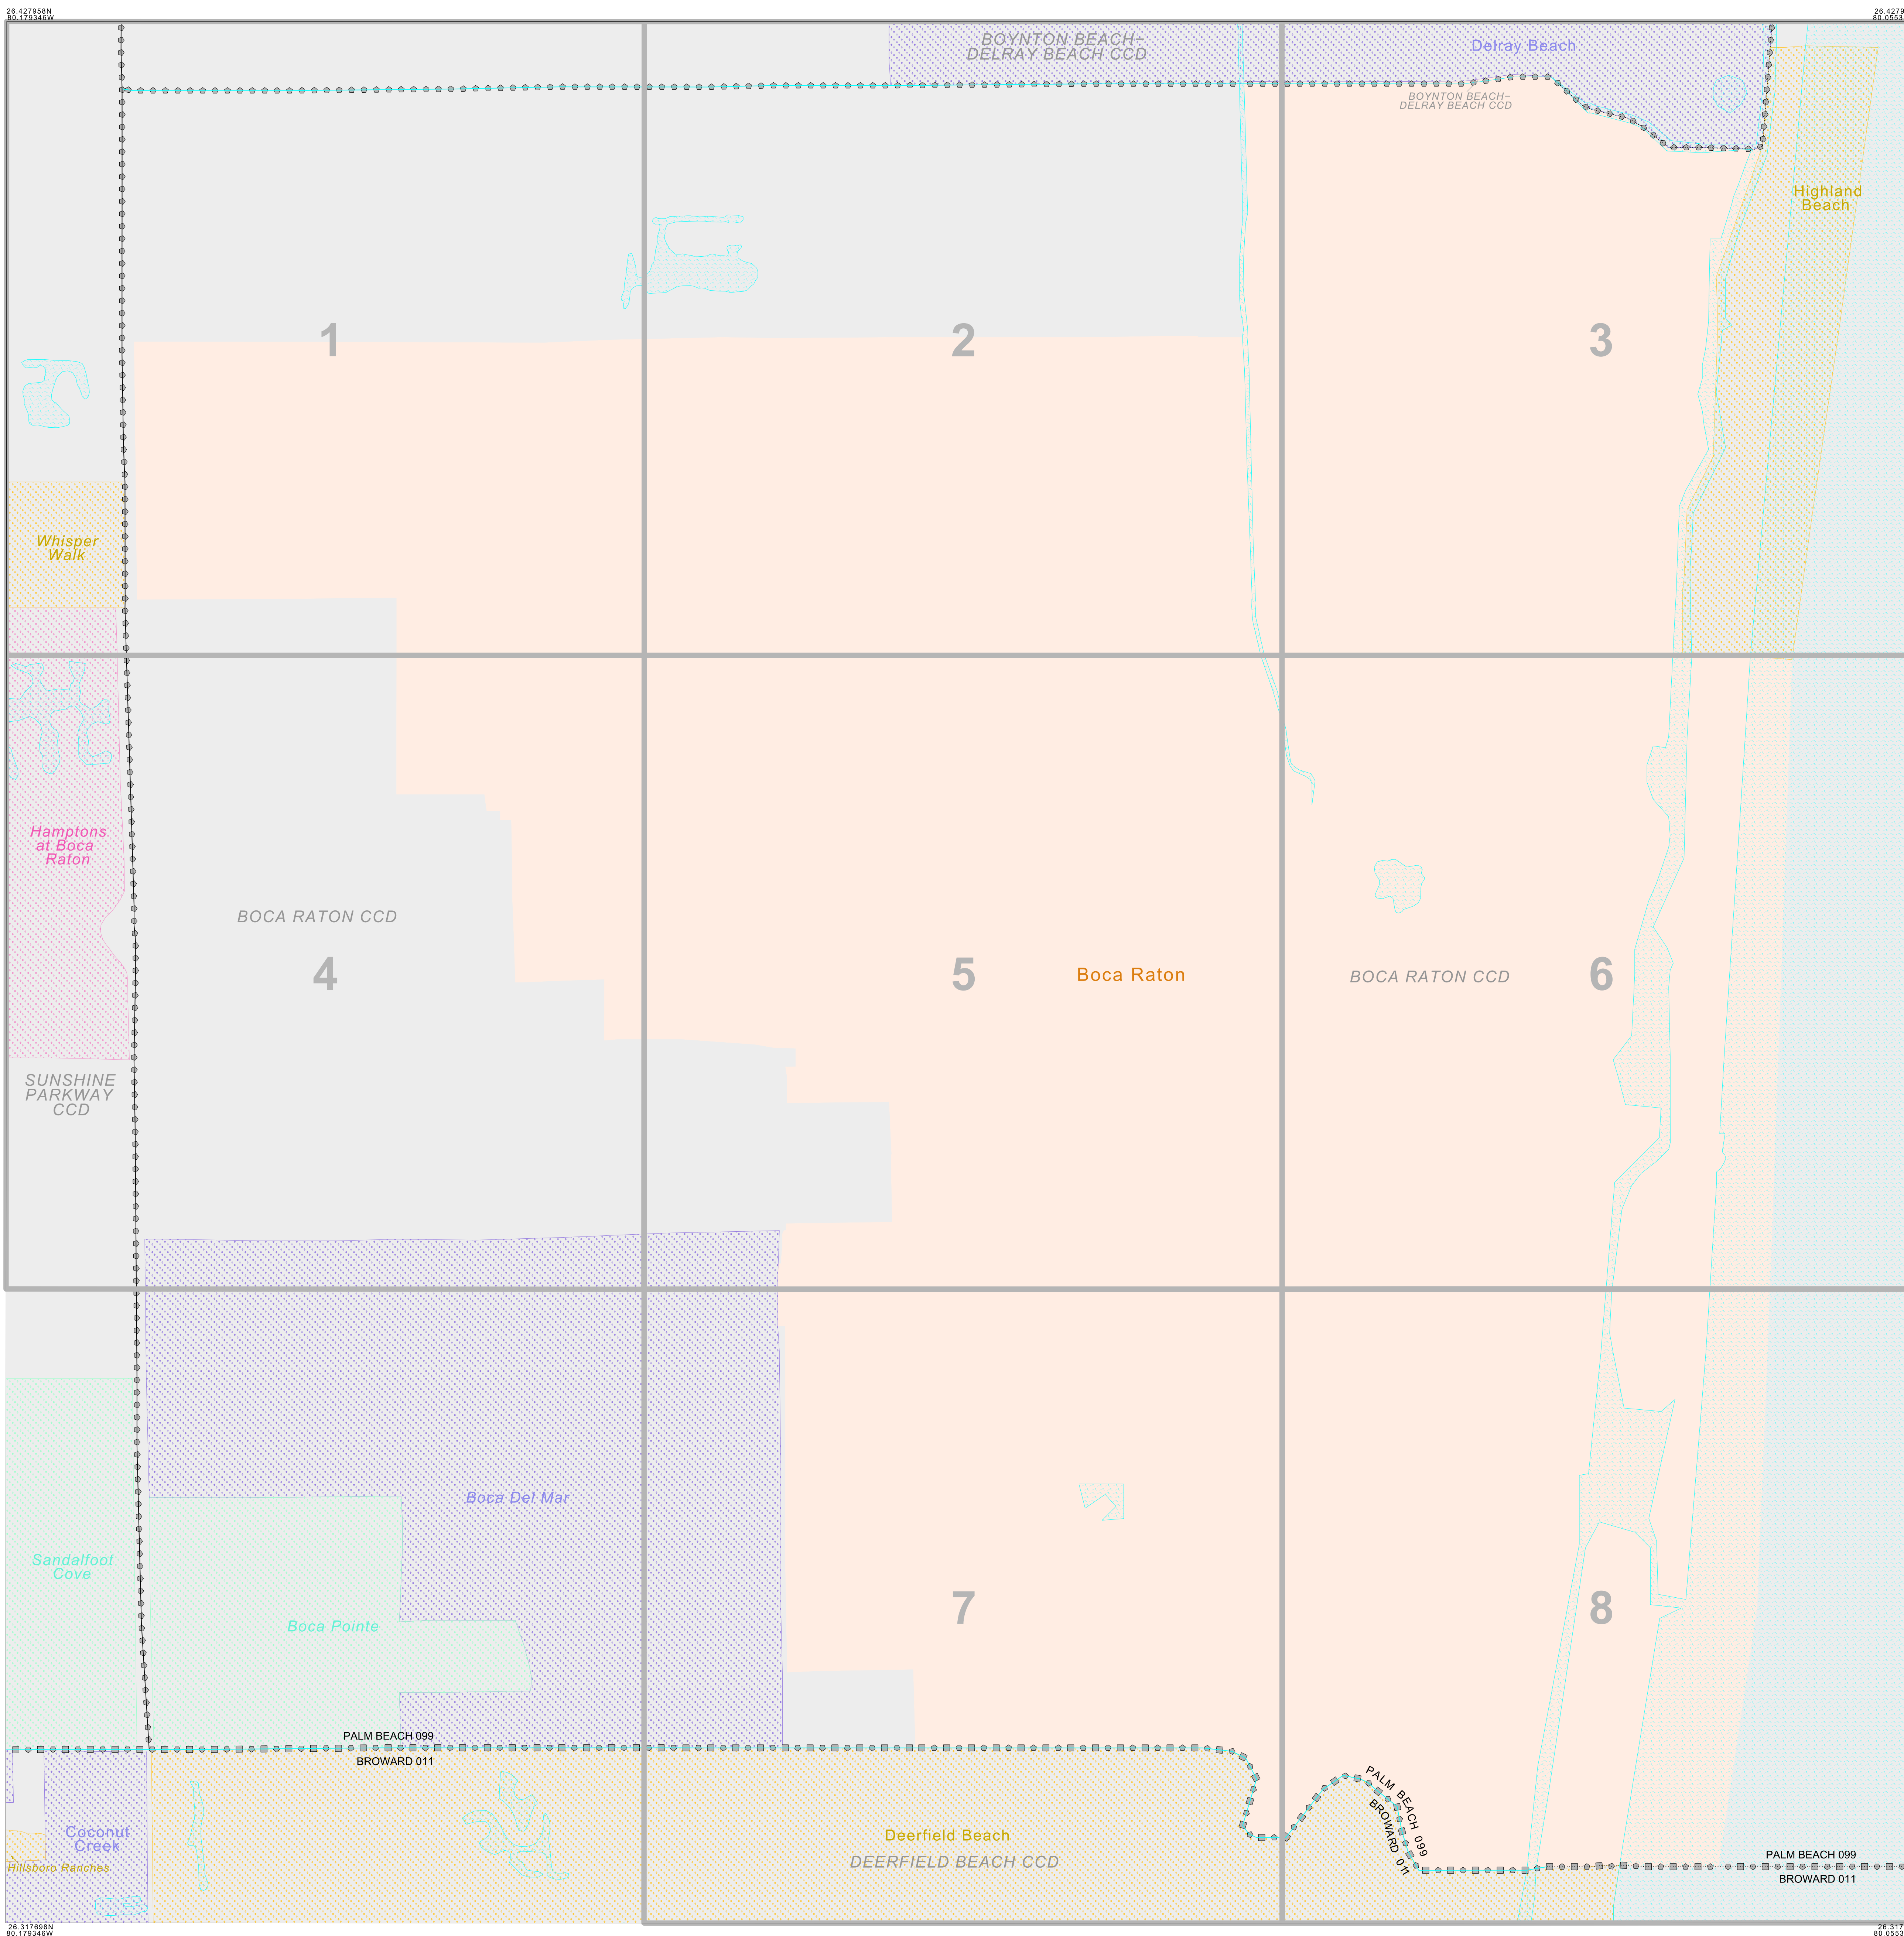 26.427958N
80.179346W
26.4279
80.0553
BOYNTON BEACH-
DELRAY BEACH CCD
Delray Beach
BOYNTON BEACH-
DELRAY BEACH CCD
Highland
Beach
1
2
3
Whisper
Walk
Hamptons
at Boca
Raton
BOCA RATON CCD
4
5
Boca Raton
BOCA RATON CCD
6
SUNSHINE
PARKWAY
CCD
Boca Del Mar
Sandalfoot
Cove
Boca Pointe
7
8
PALM BEACH 099
BROWARD 011
PALM BEACH 099
BROWARD 011
Coconut
Creek
Hillsboro Ranches
Deerfield Beach
DEERFIELD BEACH CCD
PALM BEACH 099
BROWARD 011
26.317698N
80.179346W
26.317
80.0553